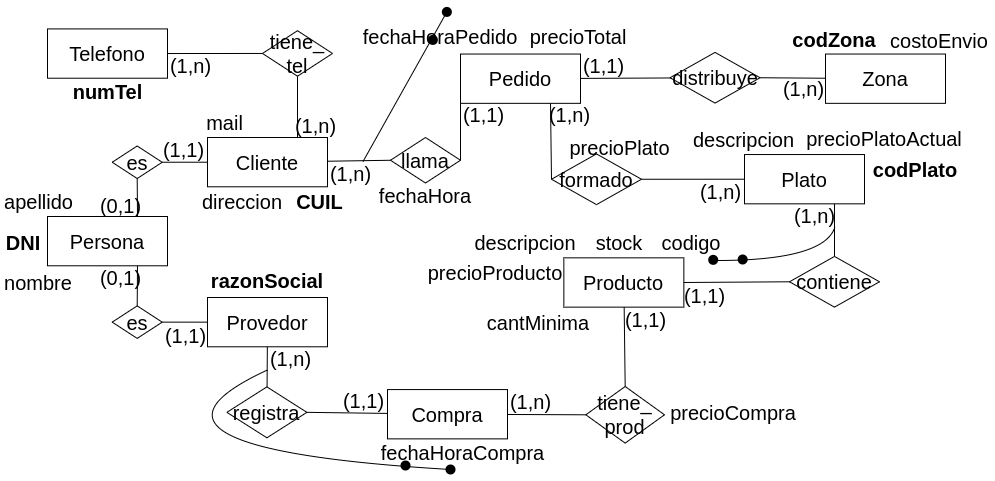 fechaHoraPedido precioTotal
tiene_
tel
Telefono
(1,n)
numTel
Pedido
(1,1)
distribuye
codZona costoEnvio
Zona
(1,n)
(1,1)
(1,n)
mail
(1,n)
Cliente
(1,1)
es
(1,n)
llama
fechaHora
direccion CUIL
precioPlato
formado
descripcion precioPlatoActual
Plato
codPlato
(1,n)
(1,n)
apellido
(0,1)
DNI
Persona
nombre
(0,1)
descripcion stock codigo
precioProducto
Producto
(1,1)
contiene
cantMinima
(1,1)
razonSocial
es
(1,1)
Provedor
(1,n)
registra
(1,1)
Compra
(1,n)
tiene_
prod
precioCompra
fechaHoraCompra